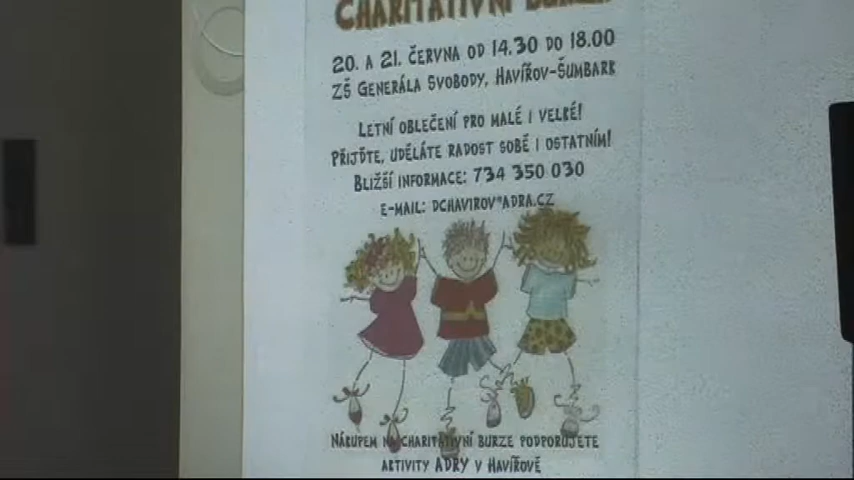 CHARITATIVNÍ BURZE
20. A 21. ČERVNA OD 14.30 DO 18.00
ZŠ GENERÁLA SVOBODY, HAVÍŘOV-ŠUMBARK
LETNÍ OBLEČENÍ PRO MALÉ I VELKÉ!
PŘIJĎTE, UDĚLÁTE RADOST SOBĚ I OSTATNÍM!
BLIŽŠÍ INFORMACE: 734 350 030
E-MAIL: DCHAVIROV@ADRA.CZ
NÁKUPEM NA CHARITATIVNÍ BURZE PODPORUJETE
AKTIVITY ADRY V HAVÍŘOVĚ